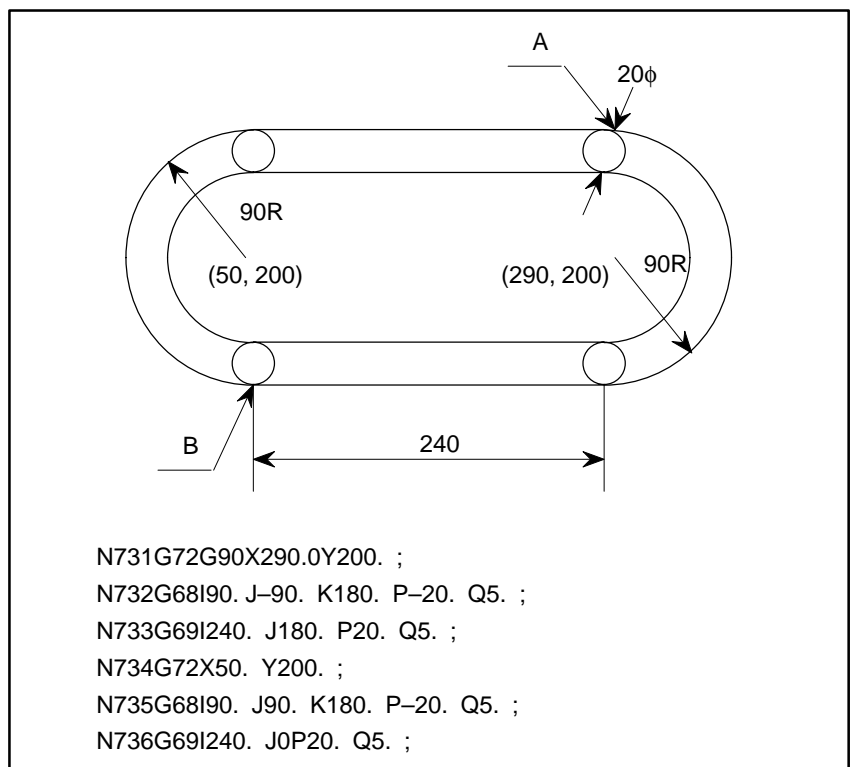 A
20φ
90R
(50, 200)
(290, 200)
90R
B
240
N731G72G90X290.0Y200. ;
N732G68I90. J–90. K180. P–20. Q5. ;
N733G69I240. J180. P20. Q5. ;
N734G72X50. Y200. ;
N735G68I90. J90. K180. P–20. Q5. ;
N736G69I240. J0P20. Q5. ;